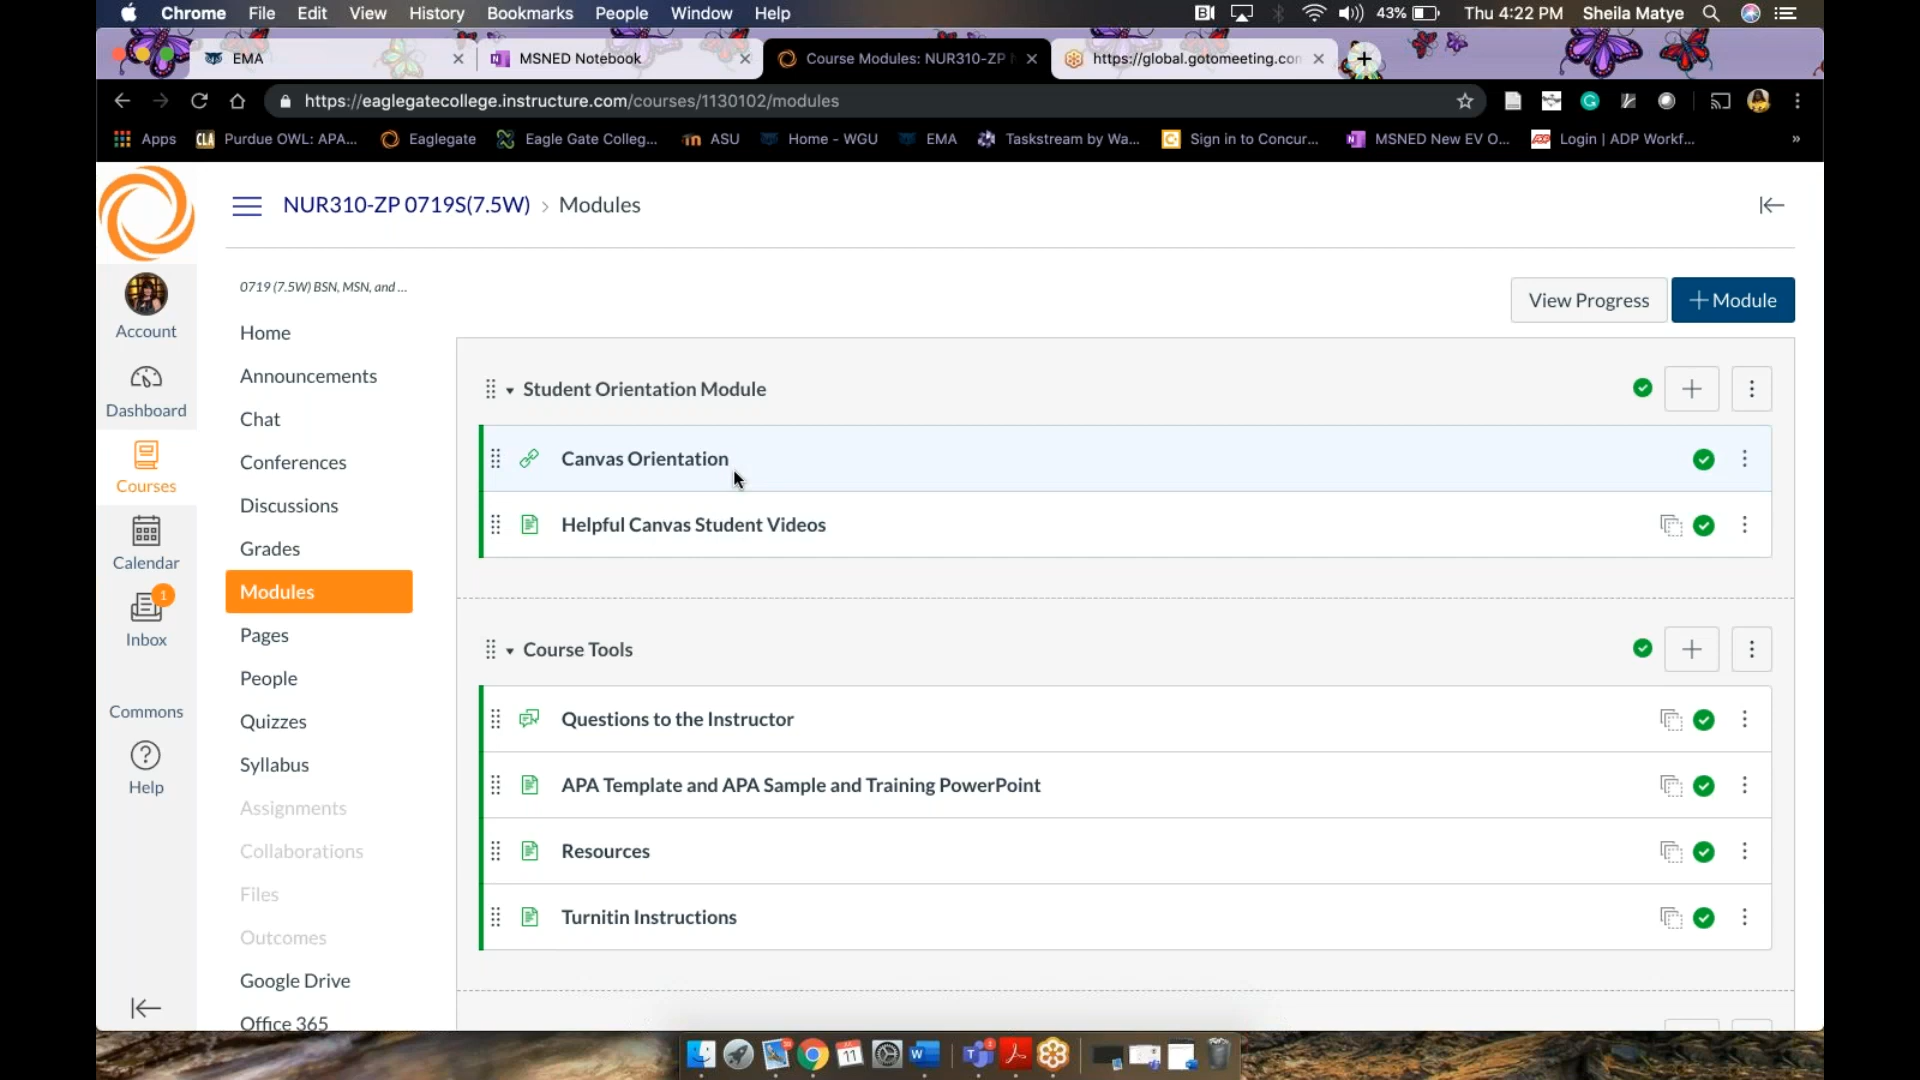 Chrome File Edit View History Bookmarks People Window Help 43% Thu 4:22 PM Sheila Matye
EMA
MSNED Notebook
Course Modules: NUR310-ZP
https://global.gotomeeting.com
https://eaglegatecollege.instructure.com/courses/1130102/modules
Apps CLA Purdue OWL: APA... Eaglegate Eagle Gate Colleg... ASU Home - WGU EMA Taskstream by Wa... Sign in to Concur... MSNED New EV O... Login | ADP Workf... »
NUR310-ZP 0719S(7.5W) › Modules
0719 (7.5W) BSN, MSN, and ...
View Progress
+ Module
Account
Dashboard
Courses
Calendar
1
Inbox
Commons
Help
Home
Announcements
Chat
Conferences
Discussions
Grades
Modules
Pages
People
Quizzes
Syllabus
Assignments
Collaborations
Files
Outcomes
Google Drive
Office 365
Student Orientation Module
Canvas Orientation
Helpful Canvas Student Videos
Course Tools
Questions to the Instructor
APA Template and APA Sample and Training PowerPoint
Resources
Turnitin Instructions
11